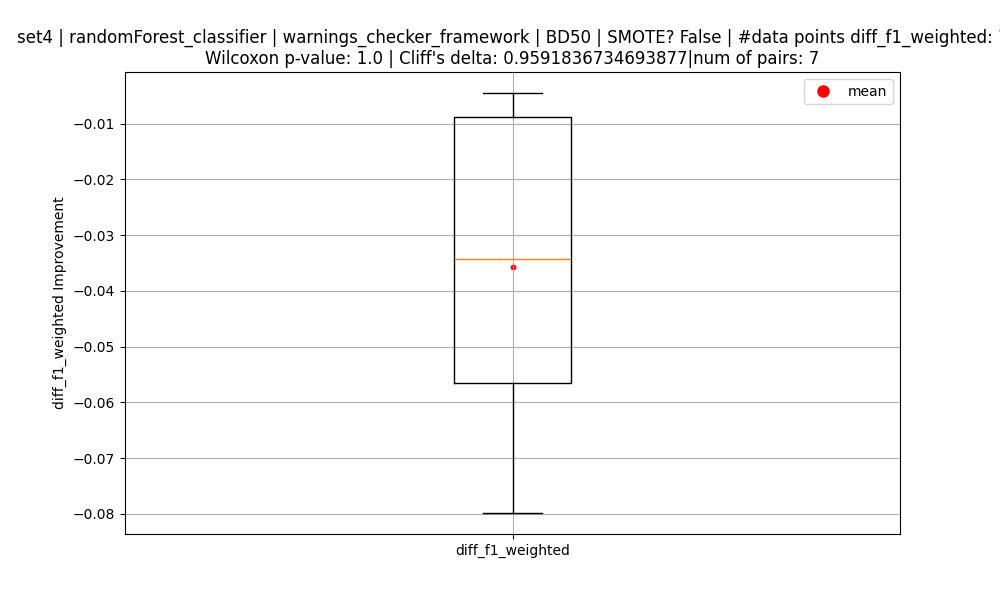 set4 | randomForest_classifier | warnings_checker_framework | BD50 | SMOTE? False | #data points diff_f1_weighted:
Wilcoxon p-value: 1.0 | Cliff's delta: 0.9591836734693877|num of pairs: 7
mean
−0.01
−0.02
−0.03
−0.04
−0.05
−0.06
−0.07
−0.08
diff_f1_weighted Improvement
diff_f1_weighted